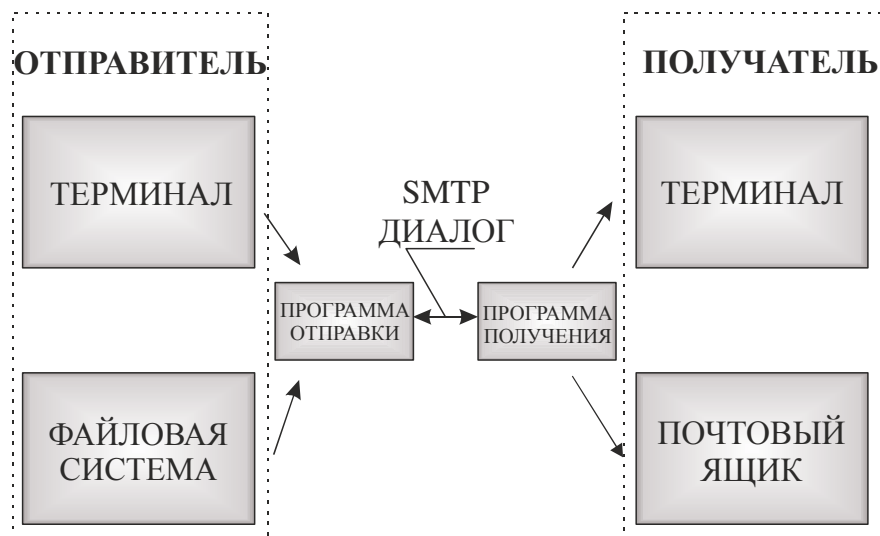 ОТПРАВИТЕЛЬ
ПОЛУЧАТЕЛЬ
ТЕРМИНАЛ
SMTP
ДИАЛОГ
ТЕРМИНАЛ
ПРОГРАММА
ОТПРАВКИ
ПРОГРАММА
ПОЛУЧЕНИЯ
ФАЙЛОВАЯ
СИСТЕМА
ПОЧТОВЫЙ
ЯЩИК